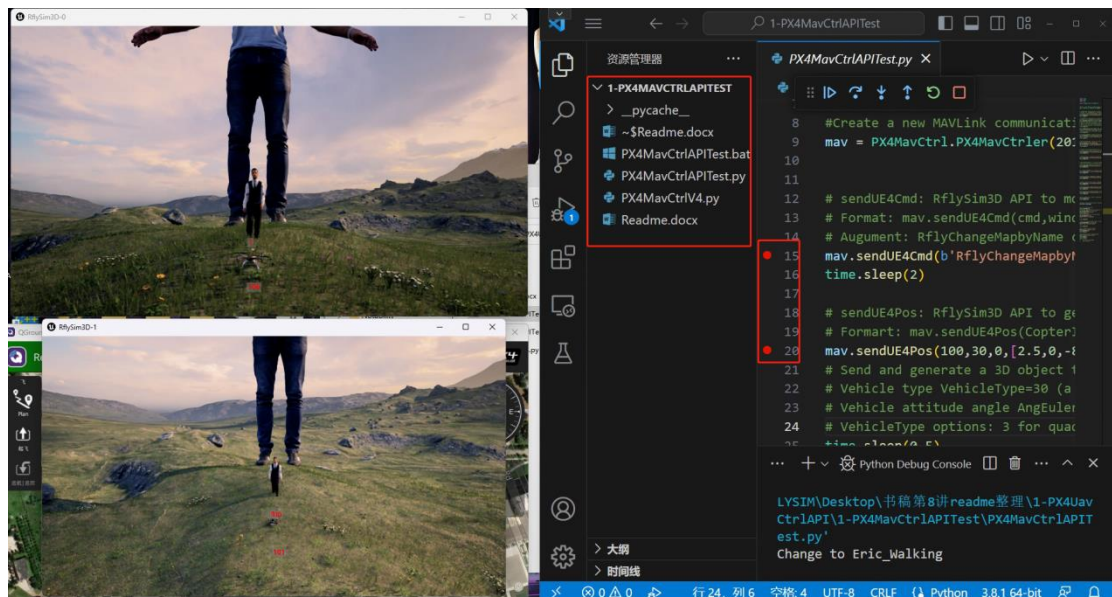 RflySim3D-0
RflySim3D-1
Plan
1-PX4MavCtrlAPITest
资源管理器
1-PX4MAVCTRLAPITEST
__pycache__
~$Readme.docx
PX4MavCtrlAPITest.bat
PX4MavCtrlAPITest.py
PX4MavCtrlV4.py
Readme.docx
大纲
时间线
1
PX4MavCtrlAPITest.py
8 #Create a new MAVLink communicati
9 mav = PX4MavCtrl.PX4MavCtrler(201
10
11
12 # sendUE4Cmd: RflySim3D API to mo
13 # Format: mav.sendUE4Cmd(cmd,wind
14 # Augument: RflyChangeMapbyName c
15 mav.sendUE4Cmd(b'RflyChangeMapbyN
16 time.sleep(2)
17
18 # sendUE4Pos: RflySim3D API to ge
19 # Formart: mav.sendUE4Pos(CopterI
20 mav.sendUE4Pos(100,30,0,[2.5,0,-8
21 # Send and generate a 3D object t
22 # Vehicle type VehicleType=30 (a
23 # Vehicle attitude angle AngEuler
24 # VehicleType options: 3 for quad
25 time.sleep(0.5)
Python Debug Console
LYSIM\Desktop\书稿第8讲readme整理\1-PX4Uav
CtrlAPI\1-PX4MavCtrlAPITest\PX4MavCtrlAPIT
est.py'
Change to Eric_Walking
0 0 0 行 24，列 6 空格: 4 UTF-8 CRLF Python 3.8.1 64-bit